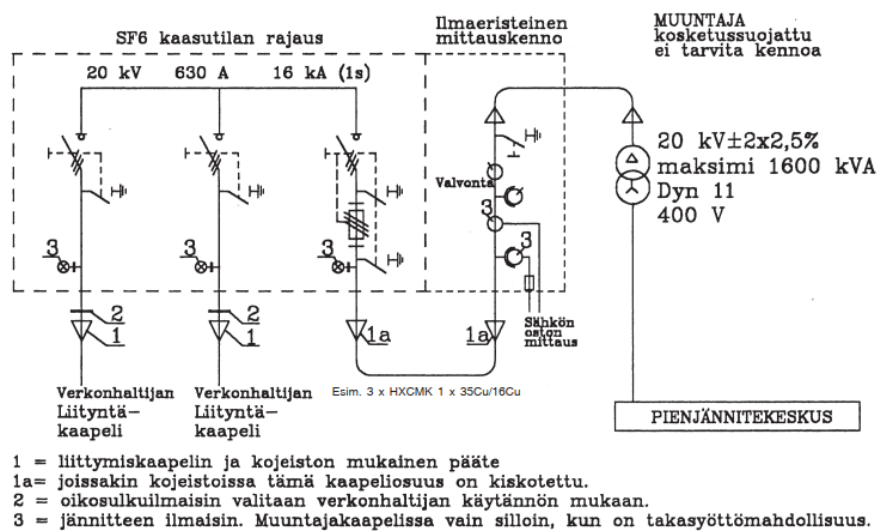 SF6 kaasutilan rajaus
20 kV 630 A 16 kA (1s)
Ilmaeristeinen
mittauskenno
MUUNTAJA
kosketussuojattu
ei tarvita kennoa
20 kV±2x2,5%
maksimi 1600 kVA
Dyn 11
400 V
Valvonta
3
3
3
3
3
2
1
2
1
1a
1a
Sähkön
oston
mittaus
Verkonhaltijan
Liityntä-
kaapeli
Verkonhaltijan
Liityntä-
kaapeli
Esim. 3 x HXCMK 1 x 35Cu/16Cu
PIENJÄNNITEKESKUS
1 = liittymiskaapelin ja kojeiston mukainen pääte
1a= joissakin kojeistoissa tämä kaapeliosuus on kiskotettu.
2 = oikosulkuilmaisin valitaan verkonhaltijan käytännön mukaan.
3 = jännitteen ilmaisin. Muuntajakaapelissa vain silloin, kun on takasyöttömahdollisuus.